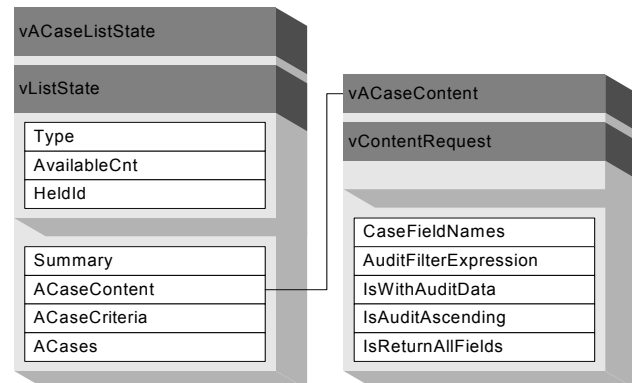 vACaseListState
vListState
Type
AvailableCnt
HeldId
Summary
ACaseContent
ACaseCriteria
ACases
vACaseContent
vContentRequest
CaseFieldNames
AuditFilterExpression
IsWithAuditData
IsAuditAscending
IsReturnAllFields